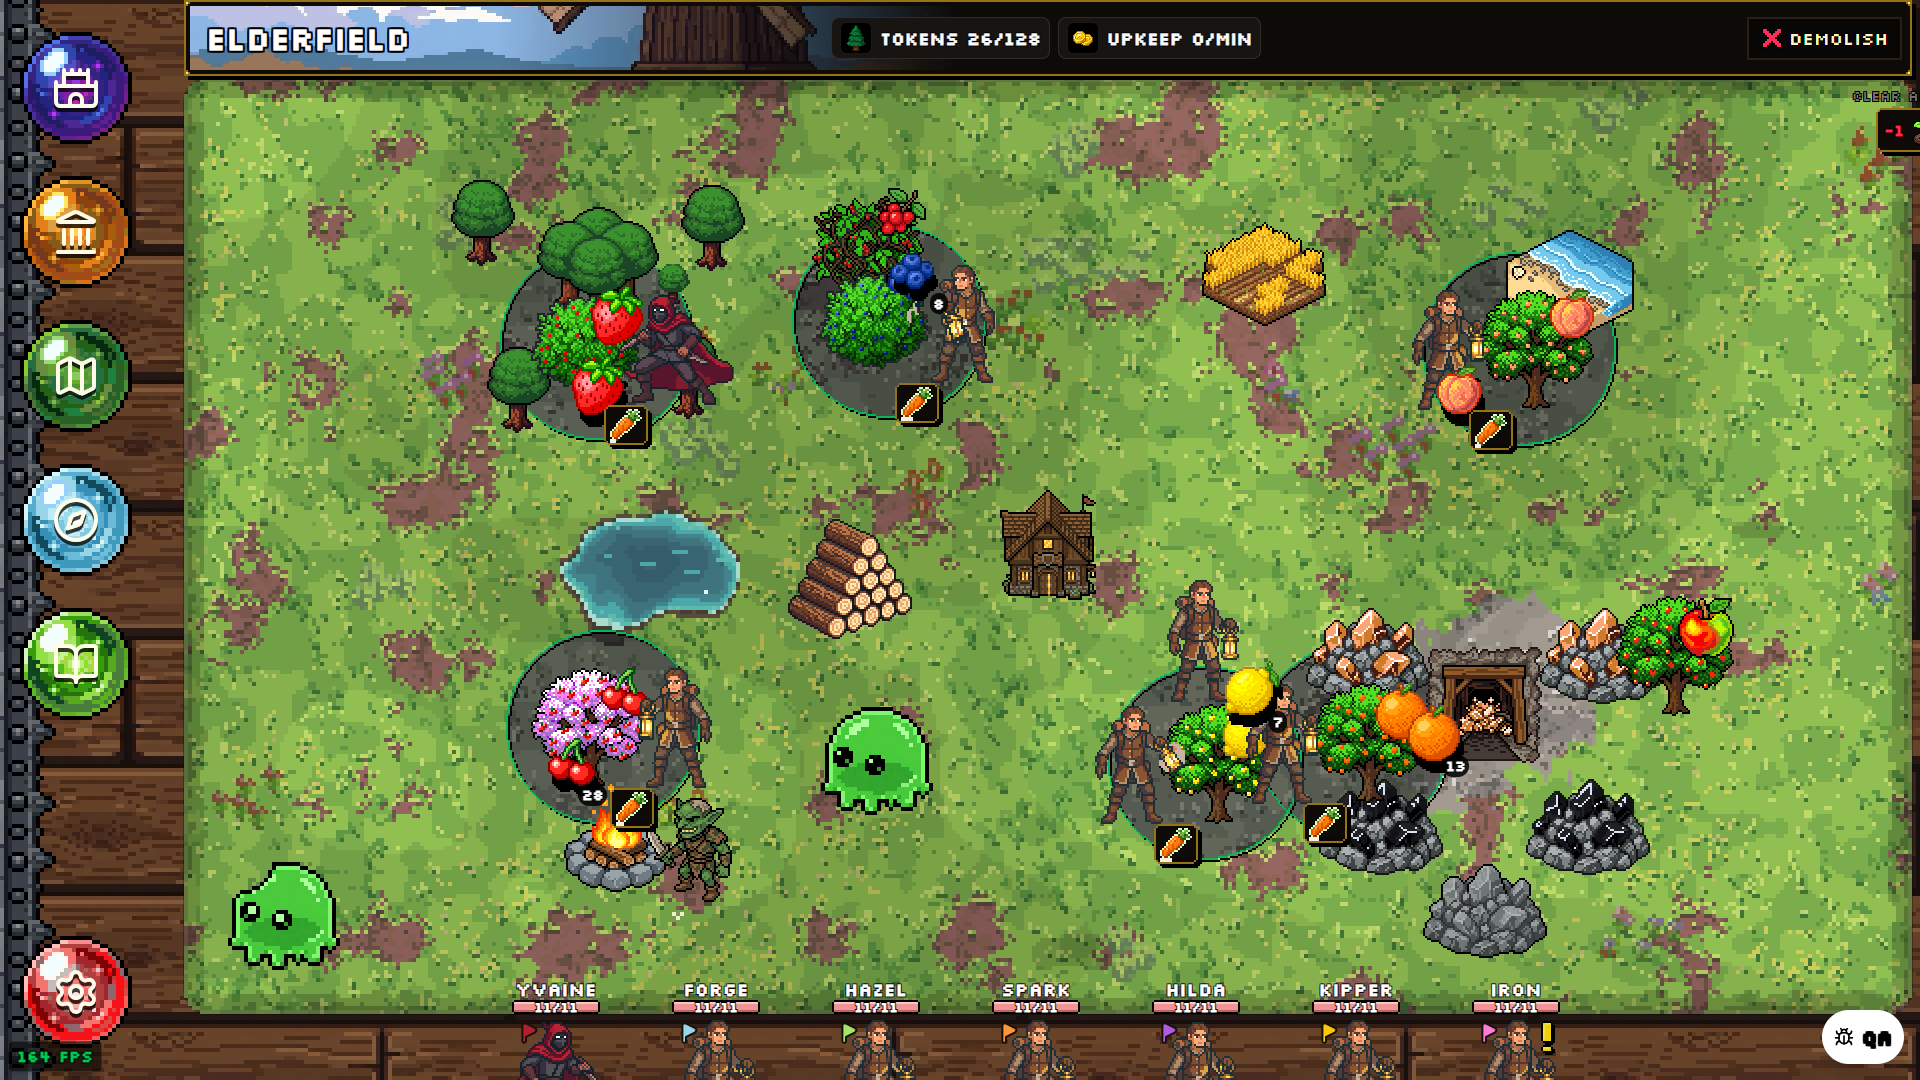 ELDERFIELD
TOKENS 26/128
UPKEEP 0/MIN
DEMOLISH
CLEAR A
-1
8
7
13
28
YVAINE
FORGE
HAZEL
SPARK
HILDA
KIPPER
IRON
11/11
11/11
11/11
11/11
11/11
11/11
11/11
164 FPS
QA